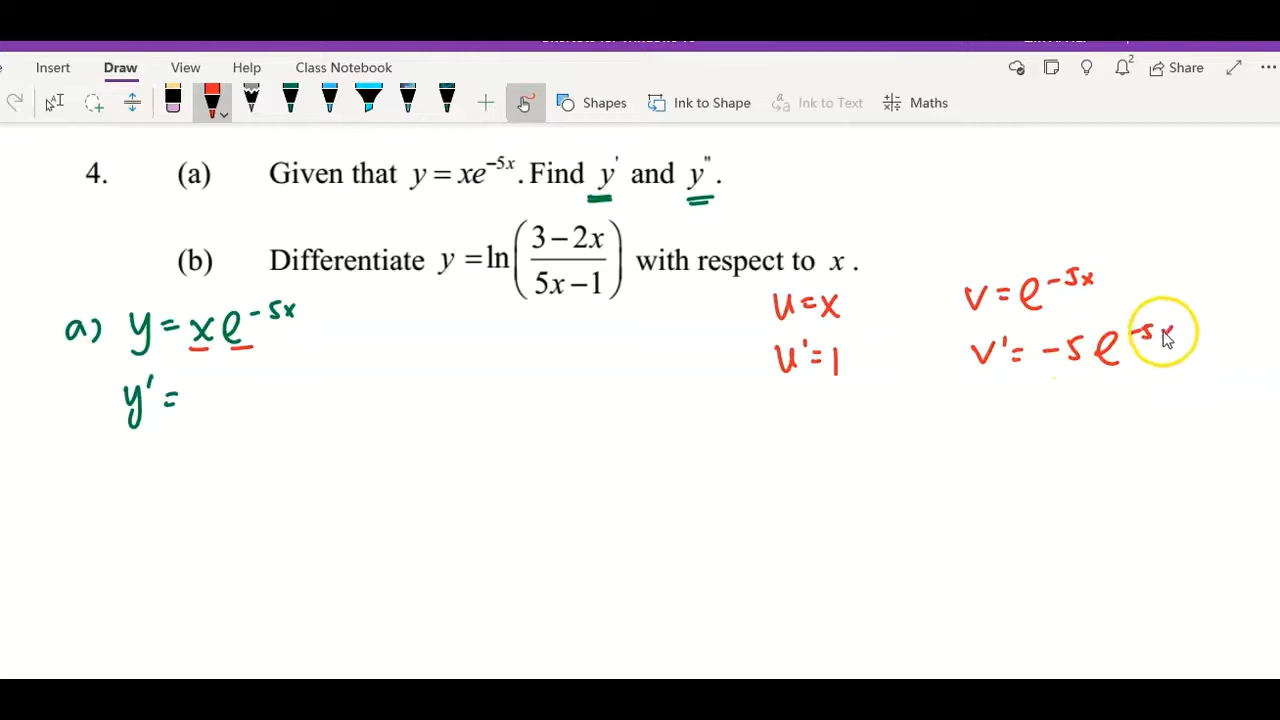 Insert Draw View Help Class Notebook 2 Share
Shapes Ink to Shape Ink to Text Maths
4. (a) Given that y = xe^{-5x}. Find y' and y".
(b) Differentiate y = ln((3-2x)/(5x-1)) with respect to x.
a) y = xe^{-5x}
y' =
u = x
u' = 1
v = e^{-5x}
v' = -5e^{-5x}